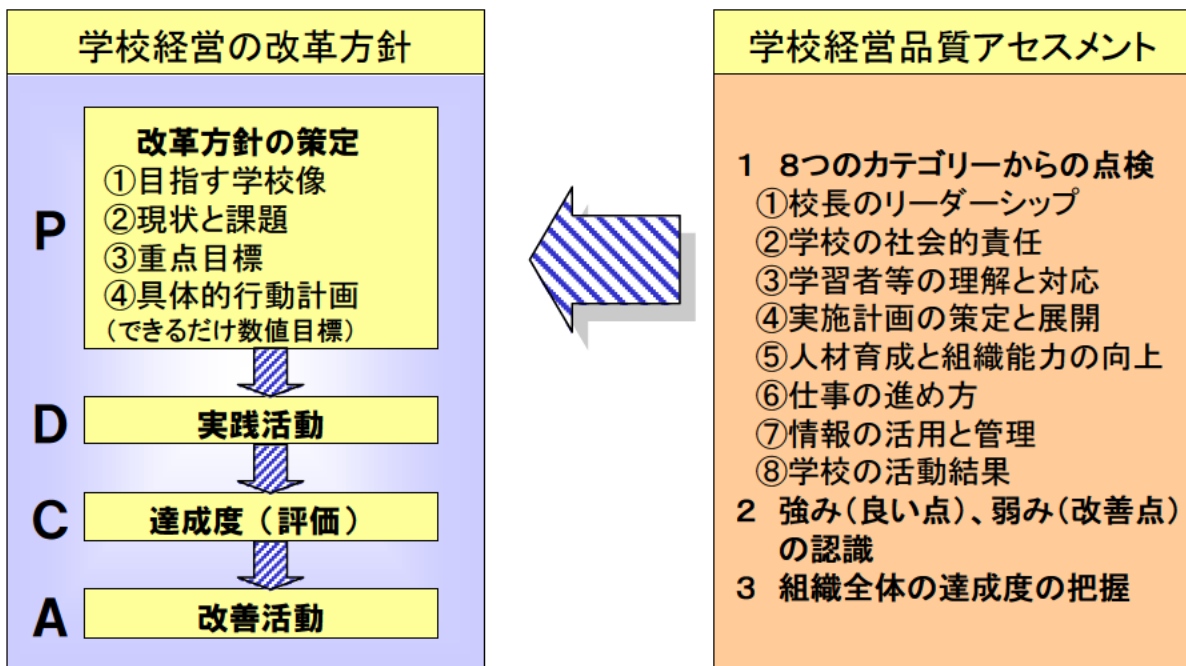 学校経営の改革方針
改革方針の策定
①目指す学校像
②現状と課題
③重点目標
④具体的行動計画
(できるだけ数値目標)
P
D
実践活動
C
達成度(評価)
A
改善活動
学校経営品質アセスメント
1 8つのカテゴリーからの点検
①校長のリーダーシップ
②学校の社会的責任
③学習者等の理解と対応
④実施計画の策定と展開
⑤人材育成と組織能力の向上
⑥仕事の進め方
⑦情報の活用と管理
⑧学校の活動結果
2 強み(良い点)、弱み(改善点)
の認識
3 組織全体の達成度の把握